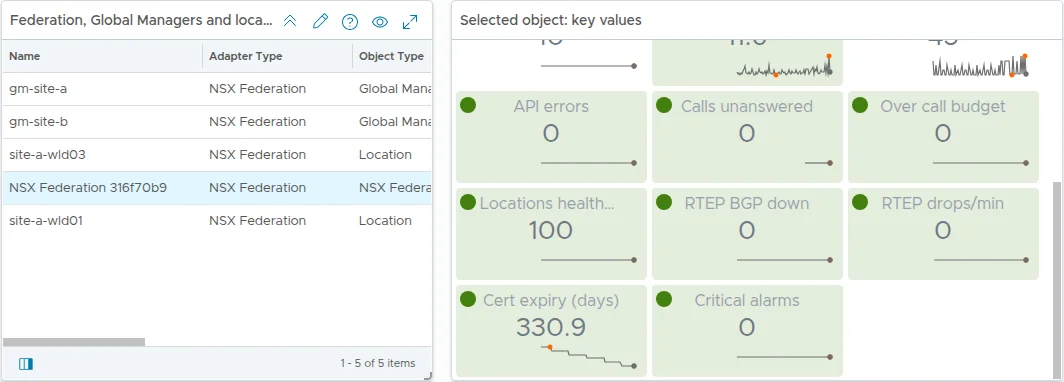 Federation, Global Managers and loca...
Name Adapter Type Object Type
gm-site-a NSX Federation Global Mana
gm-site-b NSX Federation Global Mana
site-a-wld03 NSX Federation Location
NSX Federation 316f70b9 NSX Federation NSX Federa
site-a-wld01 NSX Federation Location
1 - 5 of 5 items
Selected object: key values
API errors
0
Calls unanswered
0
Over call budget
0
Locations health...
100
RTEP BGP down
0
RTEP drops/min
0
Cert expiry (days)
330.9
Critical alarms
0